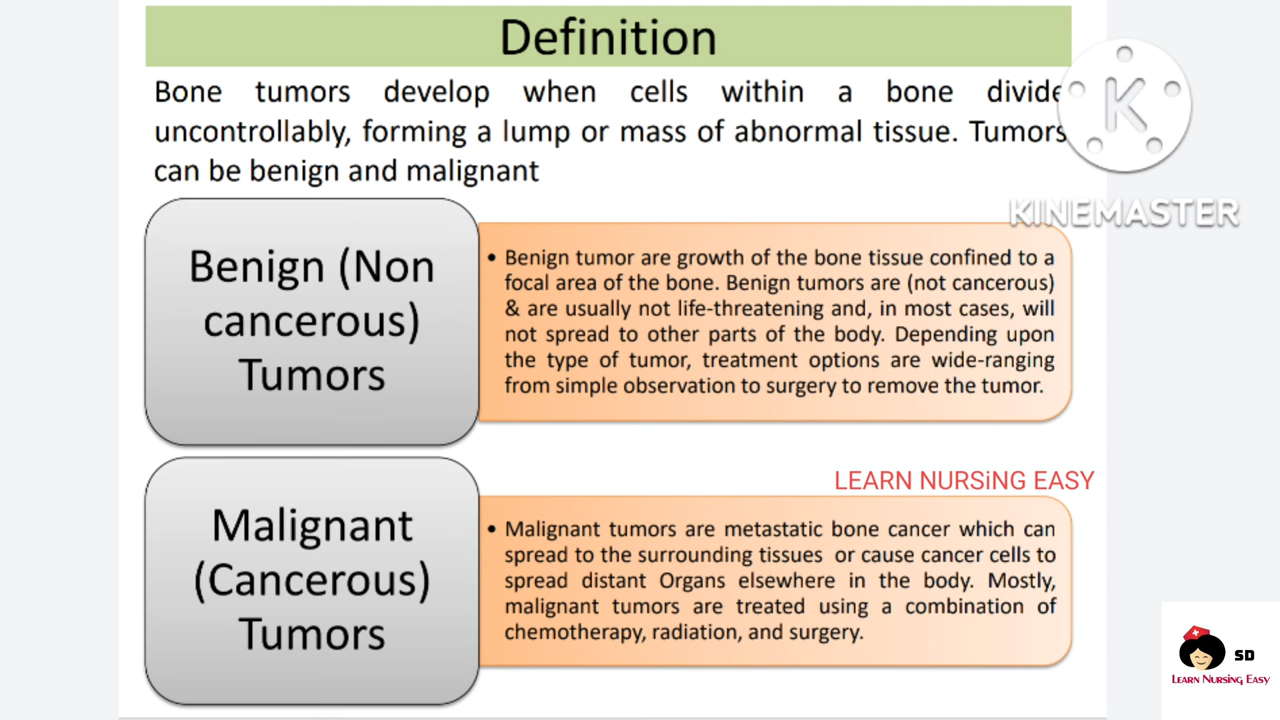 Definition
Bone tumors develop when cells within a bone divide
uncontrollably, forming a lump or mass of abnormal tissue. Tumors
can be benign and malignant
K
KINEMASTER
Benign (Non
cancerous)
Tumors
• Benign tumor are growth of the bone tissue confined to a
focal area of the bone. Benign tumors are (not cancerous)
& are usually not life-threatening and, in most cases, will
not spread to other parts of the body. Depending upon
the type of tumor, treatment options are wide-ranging
from simple observation to surgery to remove the tumor.
LEARN NURSiNG EASY
Malignant
(Cancerous)
Tumors
• Malignant tumors are metastatic bone cancer which can
spread to the surrounding tissues or cause cancer cells to
spread distant Organs elsewhere in the body. Mostly,
malignant tumors are treated using a combination of
chemotherapy, radiation, and surgery.
SD
LEARN NURSING EASY